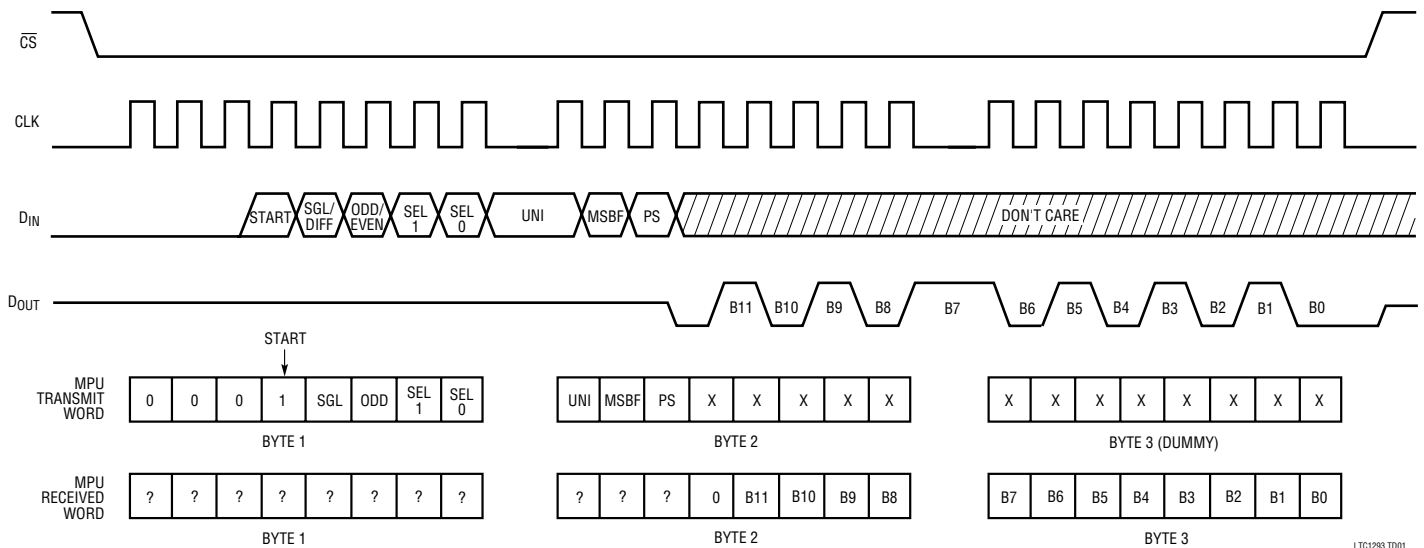 CS
CLK
DIN
START SGL/ DIFF ODD/ EVEN SEL 1 SEL 0 UNI MSBF PS DON'T CARE
DOUT
B11 B10 B9 B8 B7 B6 B5 B4 B3 B2 B1 B0
START
MPU TRANSMIT WORD
0 0 0 1 SGL ODD SEL 1 SEL 0
UNI MSBF PS X X X X X
X X X X X X X X
BYTE 1
BYTE 2
BYTE 3 (DUMMY)
MPU RECEIVED WORD
? ? ? ? ? ? ? ?
? ? ? 0 B11 B10 B9 B8
B7 B6 B5 B4 B3 B2 B1 B0
BYTE 1
BYTE 2
BYTE 3
LTC1293 TD01